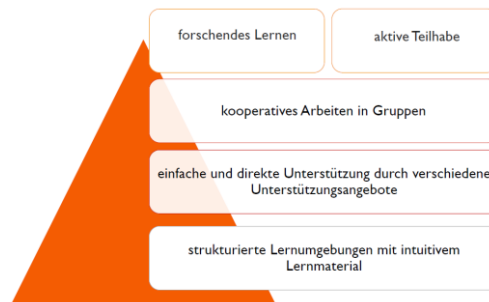 forschendes Lernen
aktive Teilhabe
kooperatives Arbeiten in Gruppen
einfache und direkte Unterstützung durch verschiedene
Unterstützungsangebote
strukturierte Lernumgebungen mit intuitivem
Lernmaterial